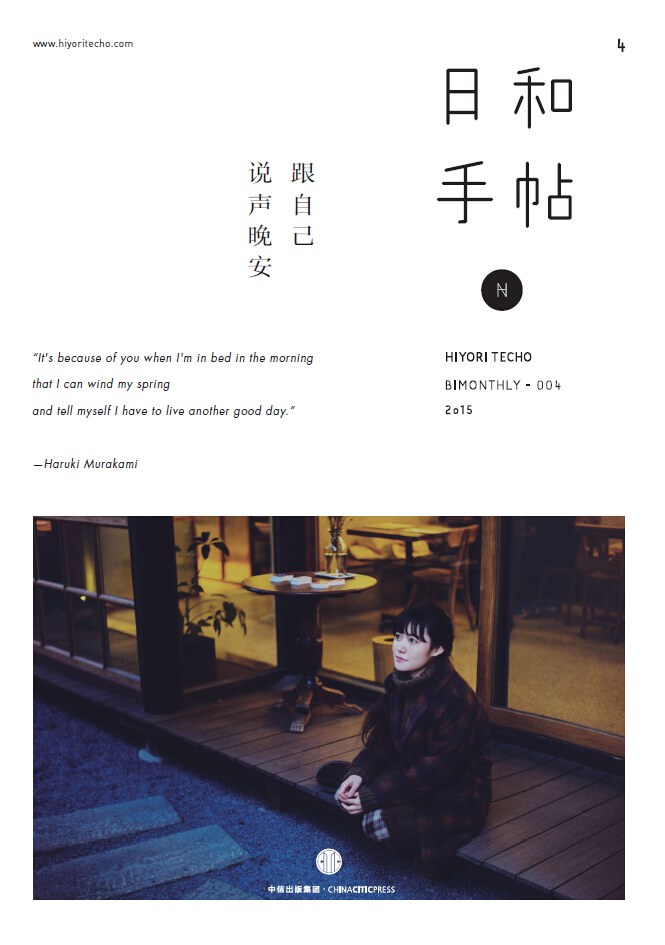 www.hiyoritecho.com
4
日和
手帖
跟自己
说声晚安
N
“It's because of you when I'm in bed in the morning
that I can wind my spring
and tell myself I have to live another good day.”
—Haruki Murakami
HIYORI TECHO
BIMONTHLY - 004
2015
中信出版集团·CHINACITICPRESS